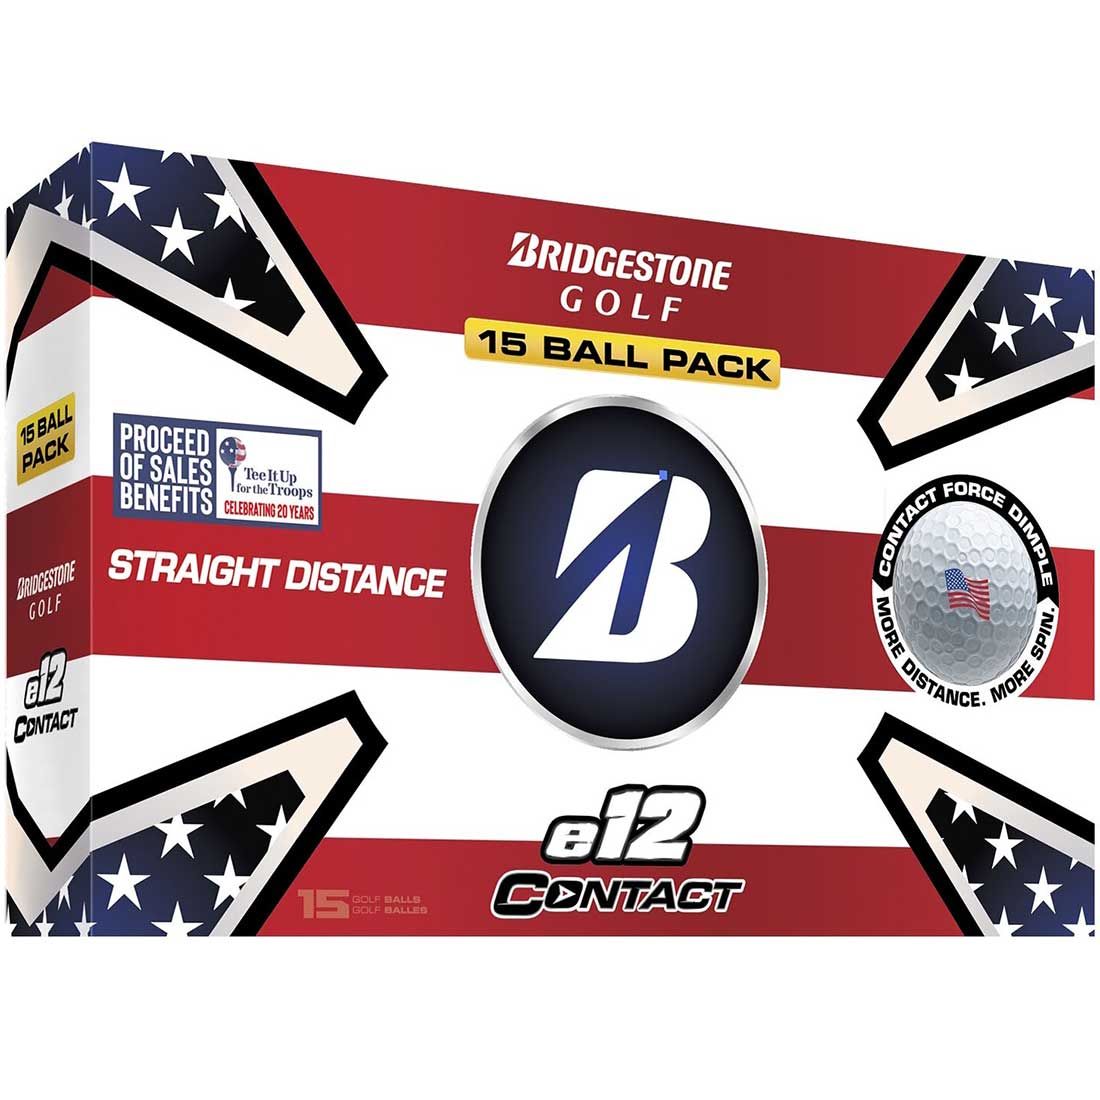 BRIDGESTONE
GOLF
15 BALL PACK
PROCEED
OF SALES
BENEFITS
Tee It Up
for the Troops
CELEBRATING 20 YEARS
STRAIGHT DISTANCE
B
CONTACT FORCE DIMPLE
MORE DISTANCE. MORE SPIN.
e12
CONTACT
15 GOLF BALLS
GOLF BALLES
15 BALL
PACK
BRIDGESTONE
GOLF
e12
CONTACT